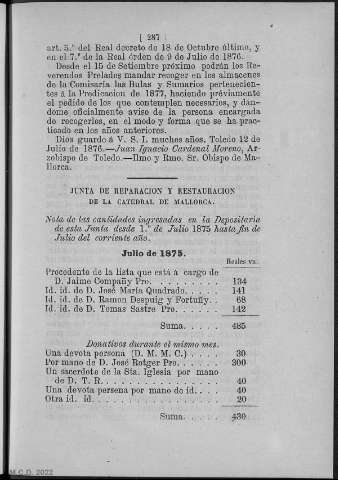 [ 287 ]
art. 5.º del Real decreto de 18 de Octubre último, y
en el 7.º de la Real órden de 9 de Julio de 1876.
Desde el 15 de Setiembre próximo podrán los Re-
verendos Prelados mandar recoger en los almacenes
de la Comisaría las Bulas y Sumarios pertenecien-
tes á la Predicacion de 1877, haciendo préviamente
el pedido de los que contemplen necesarios, y dán-
dome oficialmente aviso de la persona encargada
de recogerles, en el modo y forma que se ha prac-
ticado en los años anteriores.
Dios guarde á V. S. I. muchos años. Toledo 12 de
Julio de 1876.—Juan Ignacio Cardenal Moreno, Ar-
zobispo de Toledo.—Ilmo y Rmo. Sr. Obispo de Ma-
llorca.
JUNTA DE REPARACION Y RESTAURACION
DE LA CATEDRAL DE MALLORCA.
Nota de las cantidades ingresadas en la Depositaría
de esta Junta desde 1.º de Julio 1875 hasta fin de
Julio del corriente año.
Julio de 1875.
Reales vn.
Precedente de la lista que está á cargo de
D. Jaime Compañy Pro. . . . . . . . . 134
Id. id. de D. José María Quadrado. . . . . 141
Id. id. de D. Ramon Despuig y Fortuñy. . 68
Id. id. de D. Tomas Sastre Pro. . . . . . 142
Suma. . . . . 485
Donativos durante el mismo mes.
Una devota persona (D. M. M. C.) . . . . 30
Por mano de D. José Rotger Pro. . . . . . 300
Un sacerdote de la Sta. Iglesia por mano
de D. T. R. . . . . . . . . . . . . . 40
Una devota persona por mano de id. . . . 40
Otra id. id. . . . . . . . . . . . . . 20
Suma. . . . . 430
M.C.D. 2022